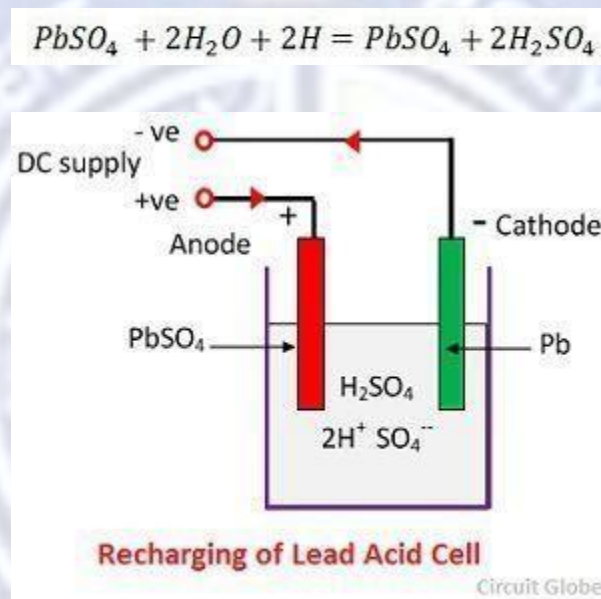 PbSO₄ + 2H₂O + 2H = PbSO₄ + 2H₂SO₄
- ve
DC supply
+ve
+
Anode
- Cathode
PbSO₄
Pb
H₂SO₄
2H⁺ SO₄⁻⁻
Recharging of Lead Acid Cell
Circuit Globe